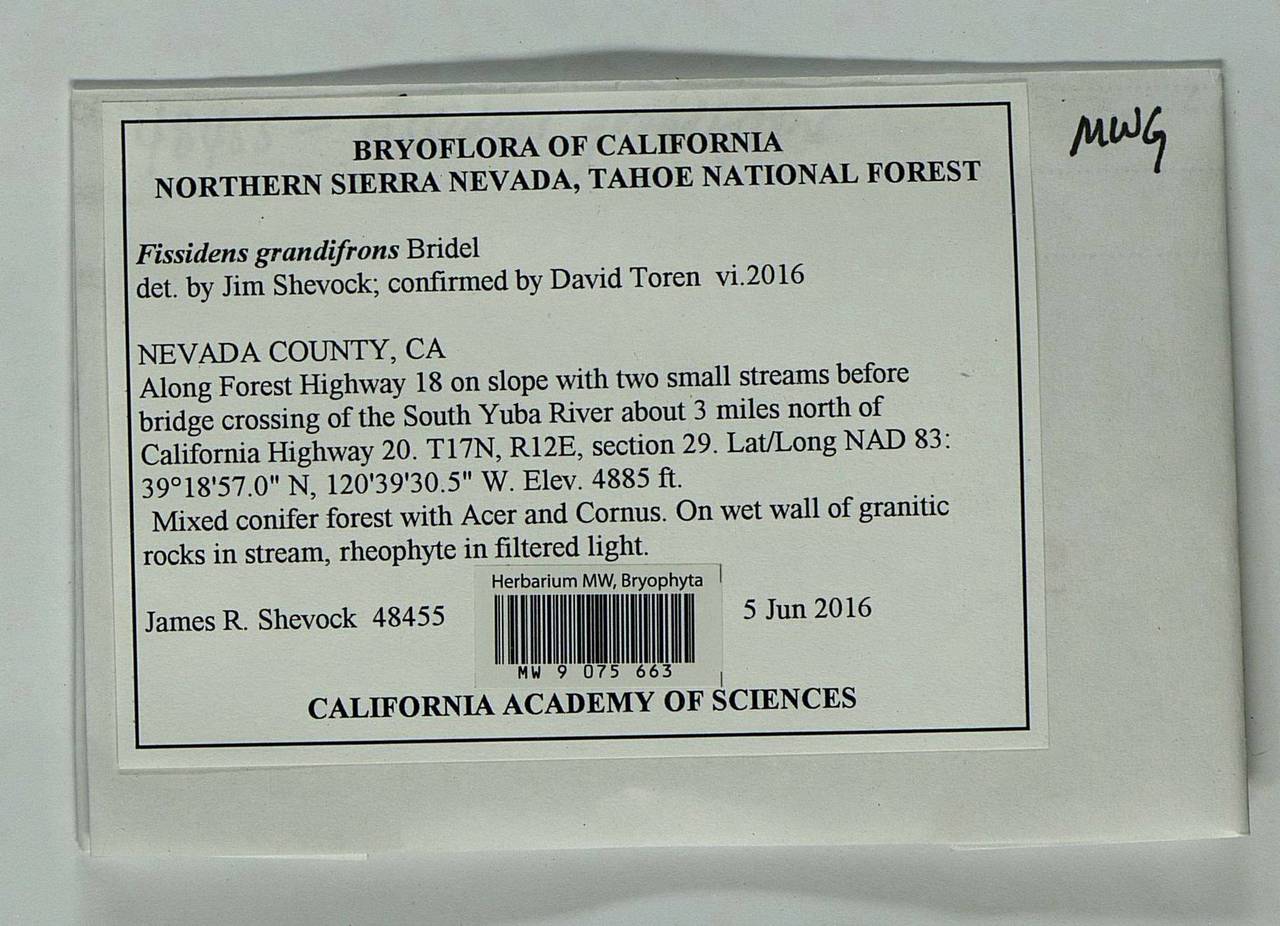 BRYOFLORA OF CALIFORNIA
NORTHERN SIERRA NEVADA, TAHOE NATIONAL FOREST
MWG
Fissidens grandifrons Bridel
det. by Jim Shevock; confirmed by David Toren vi.2016
NEVADA COUNTY, CA
Along Forest Highway 18 on slope with two small streams before
bridge crossing of the South Yuba River about 3 miles north of
California Highway 20. T17N, R12E, section 29. Lat/Long NAD 83:
39°18'57.0" N, 120'39'30.5" W. Elev. 4885 ft.
Mixed conifer forest with Acer and Cornus. On wet wall of granitic
rocks in stream, rheophyte in filtered light.
Herbarium MW, Bryophyta
James R. Shevock 48455
5 Jun 2016
MW 9 075 663
CALIFORNIA ACADEMY OF SCIENCES